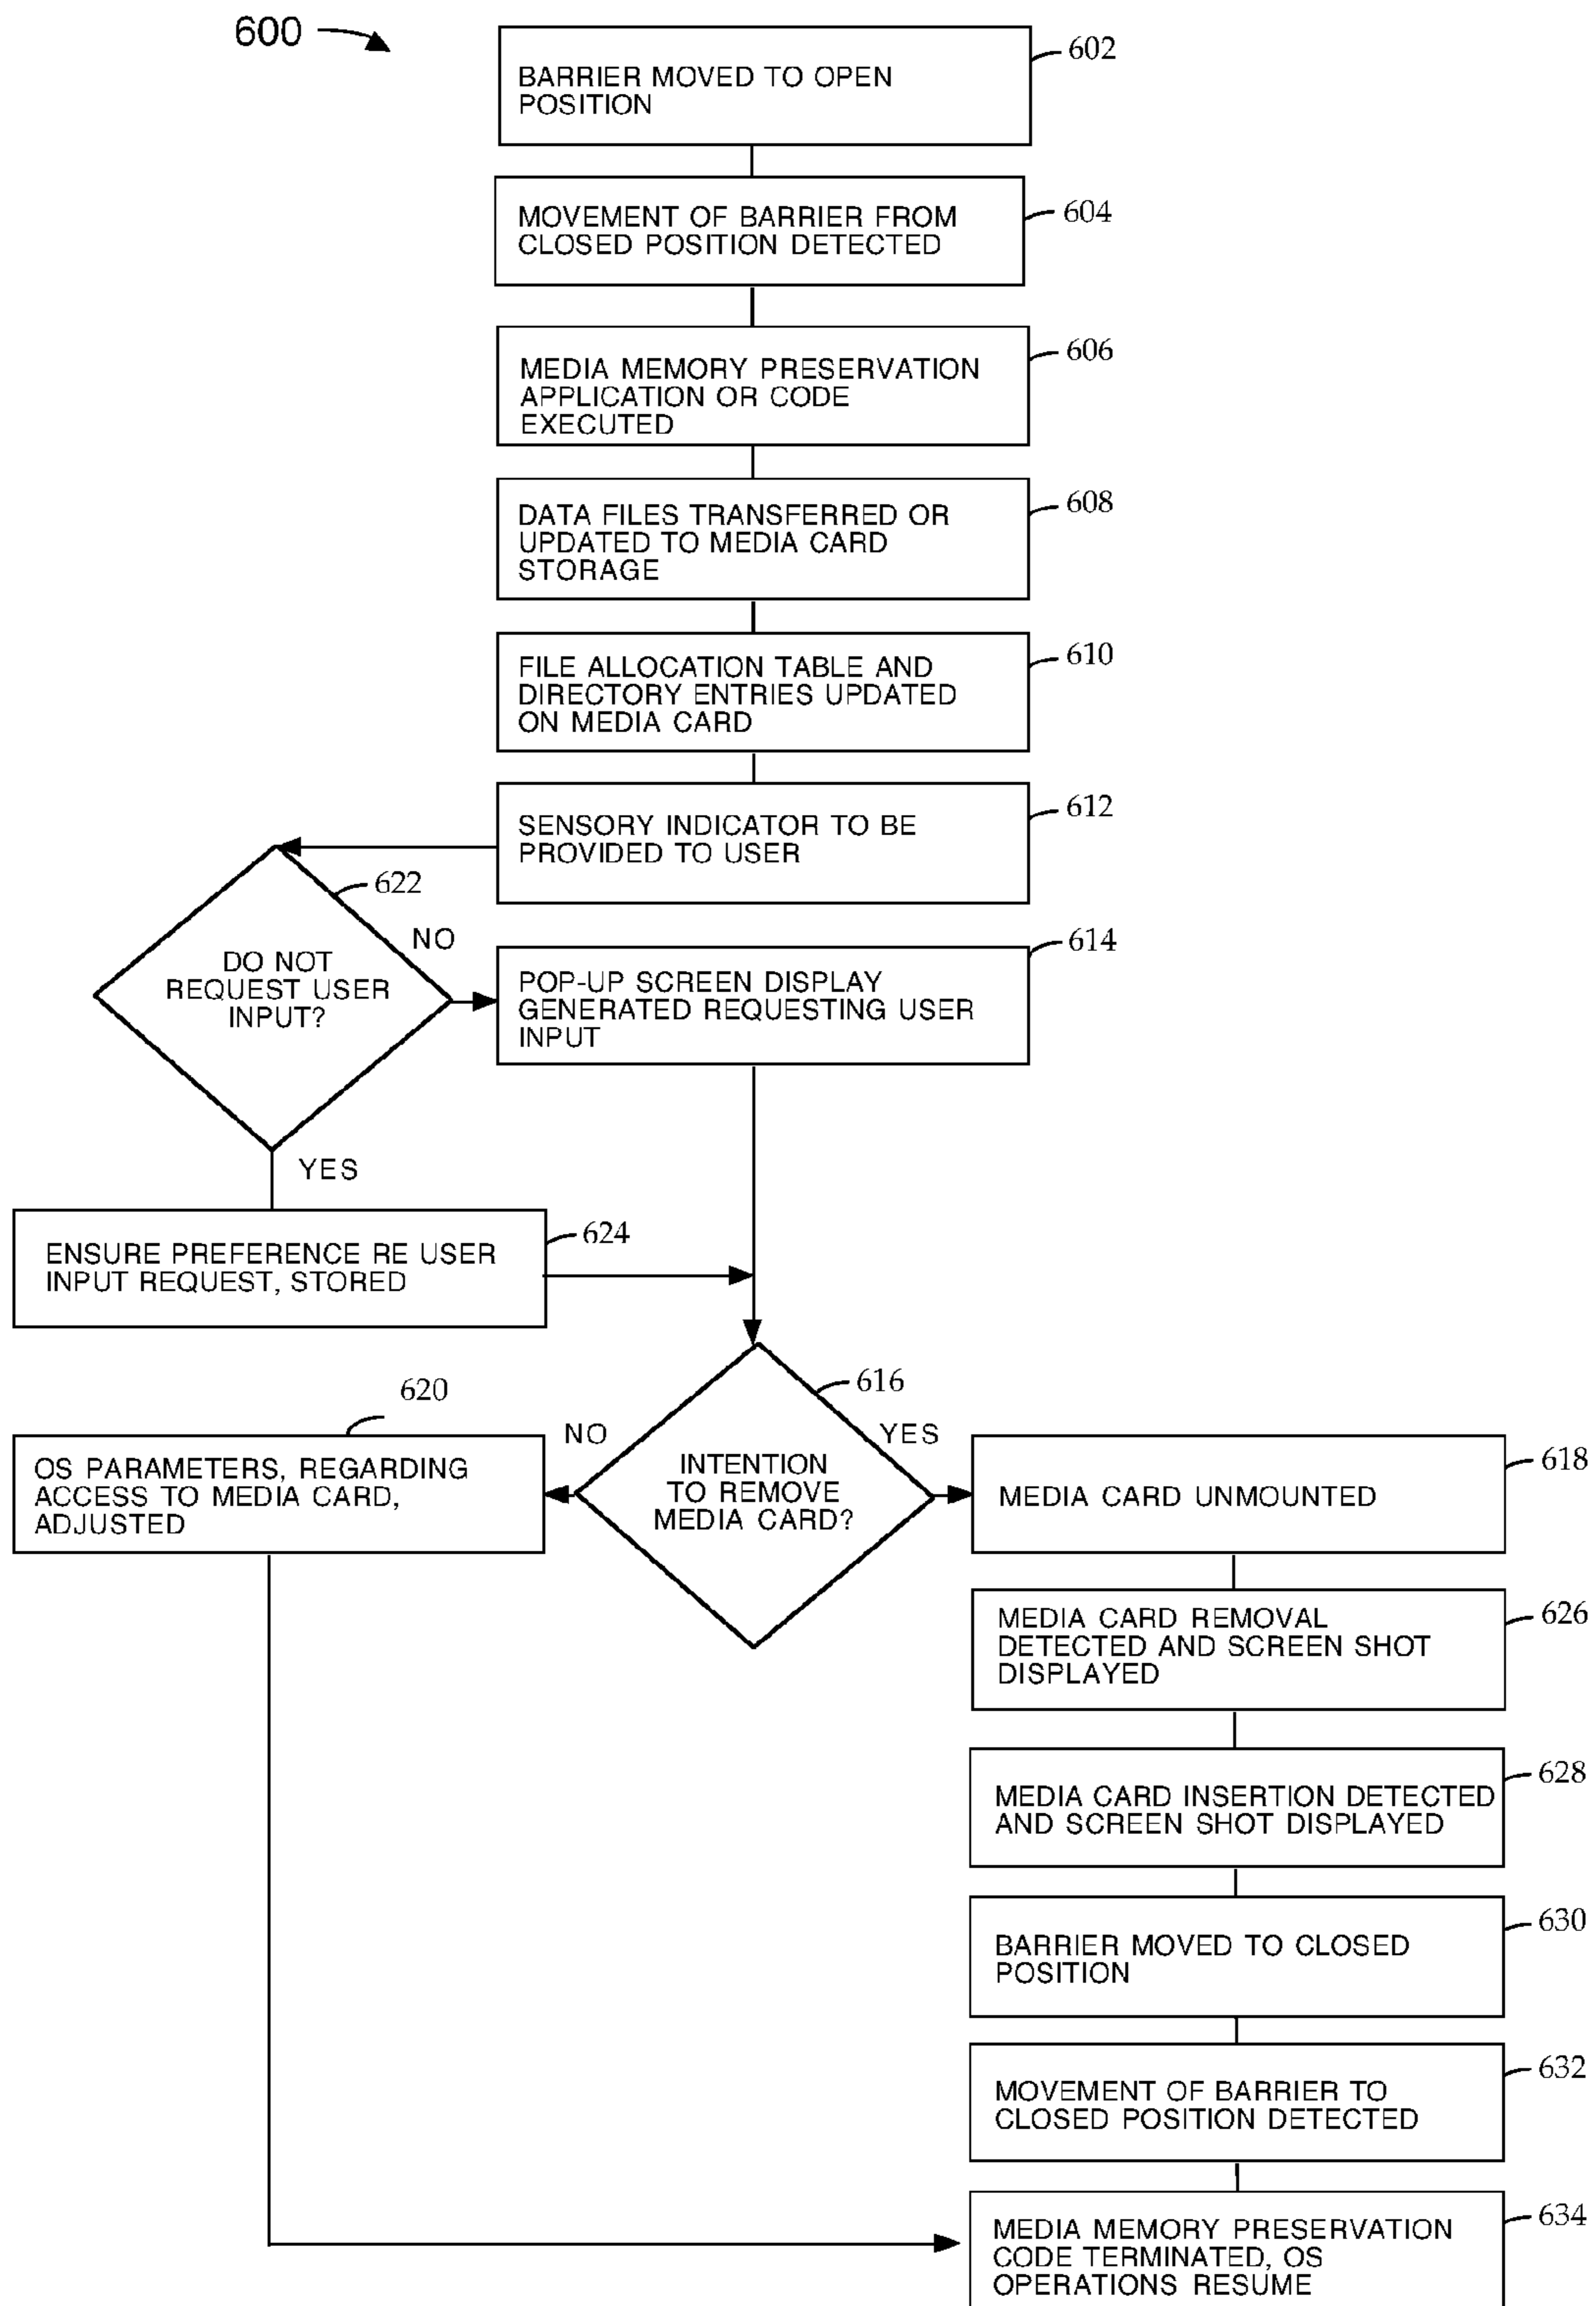 600
BARRIER MOVED TO OPEN
POSITION
602
MOVEMENT OF BARRIER FROM
CLOSED POSITION DETECTED
604
MEDIA MEMORY PRESERVATION
APPLICATION OR CODE
EXECUTED
606
DATA FILES TRANSFERRED OR
UPDATED TO MEDIA CARD
STORAGE
608
FILE ALLOCATION TABLE AND
DIRECTORY ENTRIES UPDATED
ON MEDIA CARD
610
SENSORY INDICATOR TO BE
PROVIDED TO USER
612
622
DO NOT
REQUEST USER
INPUT?
NO
POP-UP SCREEN DISPLAY
GENERATED REQUESTING USER
INPUT
614
YES
ENSURE PREFERENCE RE USER
INPUT REQUEST, STORED
624
616
INTENTION
TO REMOVE
MEDIA CARD?
NO
620
OS PARAMETERS, REGARDING
ACCESS TO MEDIA CARD,
ADJUSTED
YES
MEDIA CARD UNMOUNTED
618
MEDIA CARD REMOVAL
DETECTED AND SCREEN SHOT
DISPLAYED
626
MEDIA CARD INSERTION DETECTED
AND SCREEN SHOT DISPLAYED
628
BARRIER MOVED TO CLOSED
POSITION
630
MOVEMENT OF BARRIER TO
CLOSED POSITION DETECTED
632
MEDIA MEMORY PRESERVATION
CODE TERMINATED, OS
OPERATIONS RESUME
634